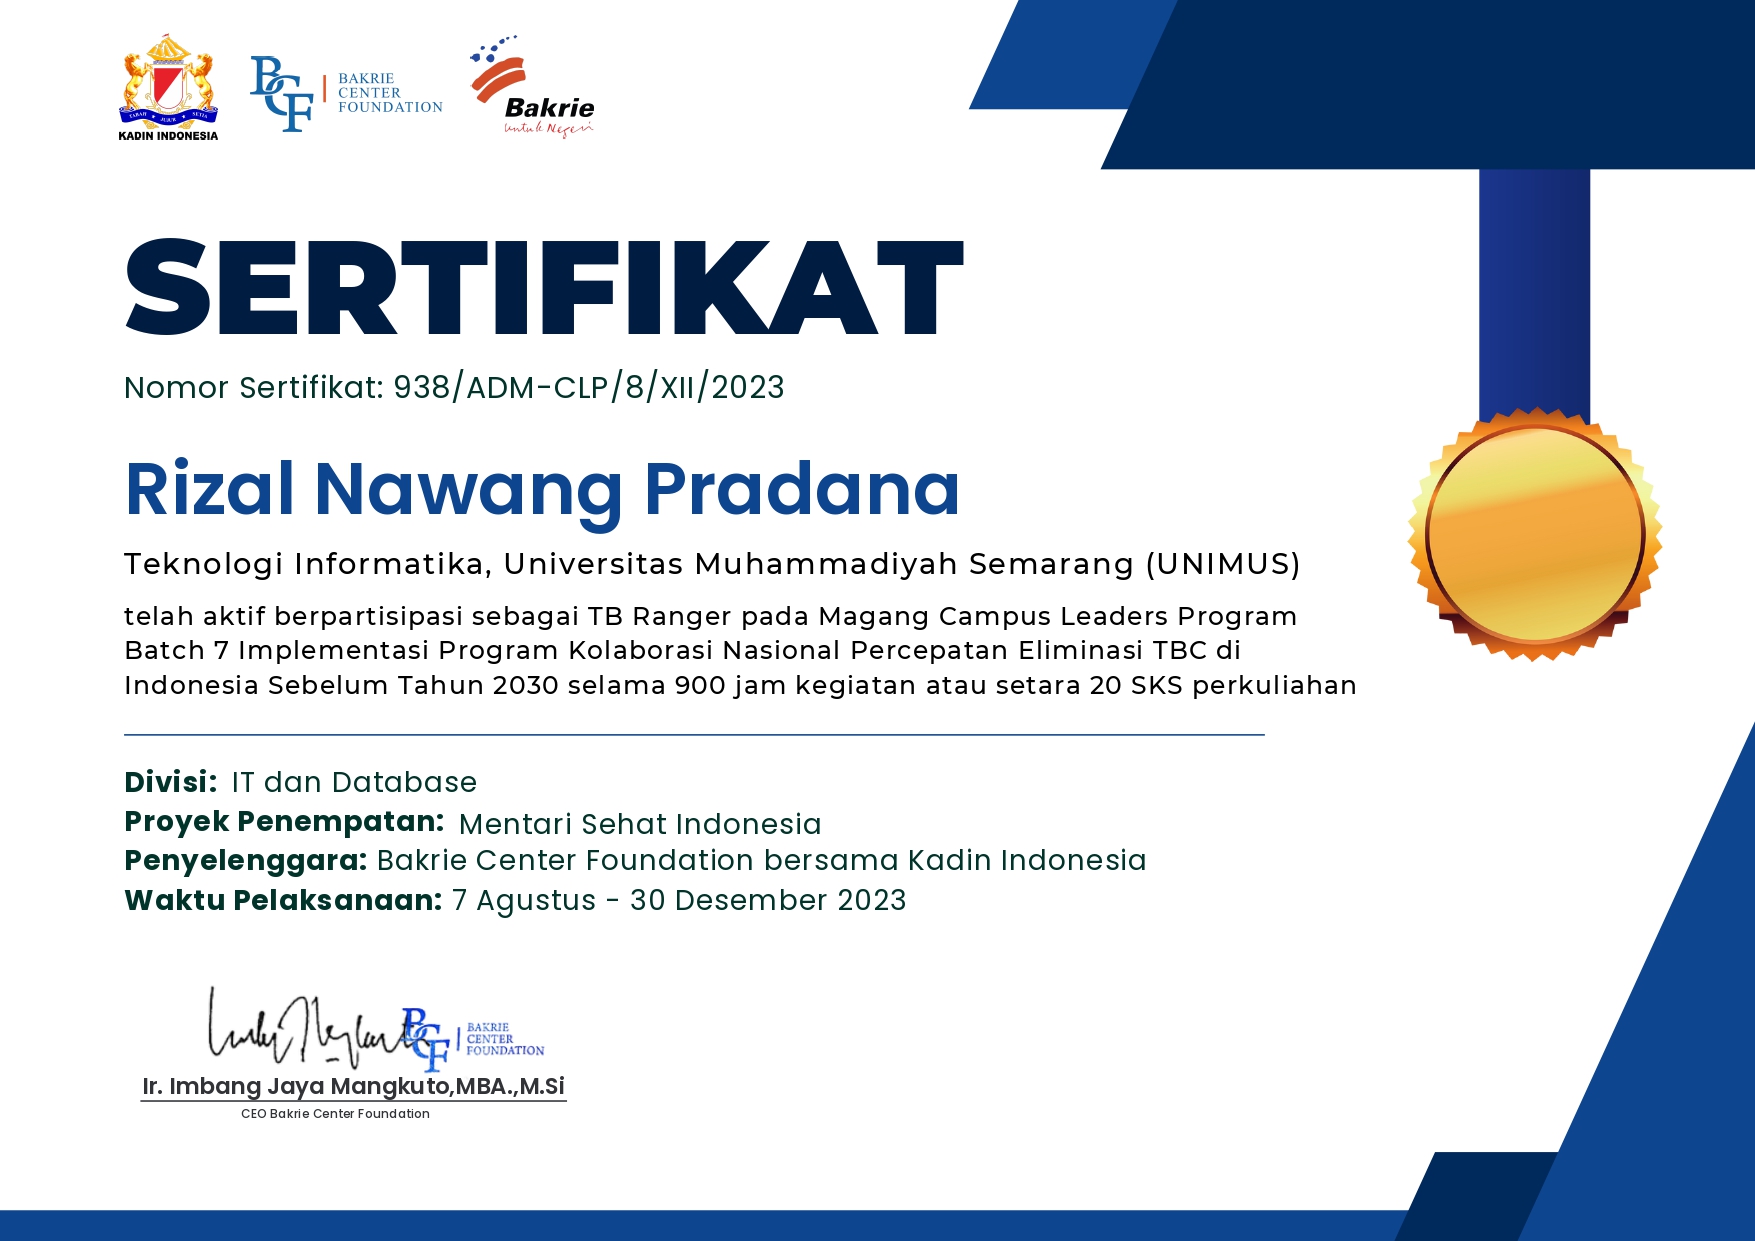 TABAH ★ JUJUR ★ SETIA
KADIN INDONESIA
BCF
BAKRIE
CENTER
FOUNDATION
Bakrie
Untuk Negeri
SERTIFIKAT
Nomor Sertifikat: 938/ADM-CLP/8/XII/2023
Rizal Nawang Pradana
Teknologi Informatika, Universitas Muhammadiyah Semarang (UNIMUS)
telah aktif berpartisipasi sebagai TB Ranger pada Magang Campus Leaders Program
Batch 7 Implementasi Program Kolaborasi Nasional Percepatan Eliminasi TBC di
Indonesia Sebelum Tahun 2030 selama 900 jam kegiatan atau setara 20 SKS perkuliahan
Divisi: IT dan Database
Proyek Penempatan: Mentari Sehat Indonesia
Penyelenggara: Bakrie Center Foundation bersama Kadin Indonesia
Waktu Pelaksanaan: 7 Agustus - 30 Desember 2023
BCF
BAKRIE
CENTER
FOUNDATION
Ir. Imbang Jaya Mangkuto,MBA.,M.Si
CEO Bakrie Center Foundation